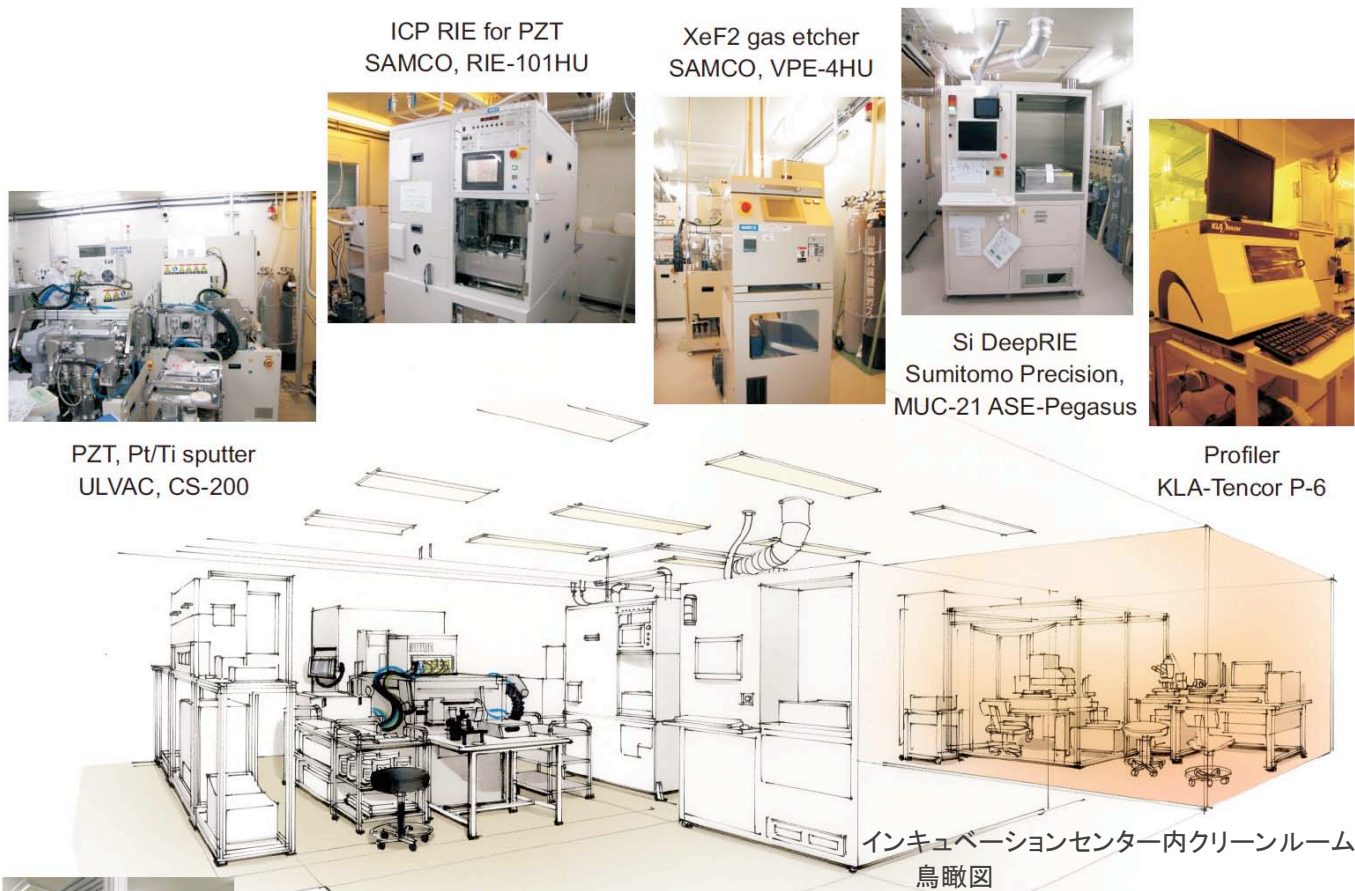 ICP RIE for PZT
SAMCO, RIE-101HU
XeF2 gas etcher
SAMCO, VPE-4HU
KLA Tencor
Si DeepRIE
Sumitomo Precision,
MUC-21 ASE-Pegasus
PZT, Pt/Ti sputter
ULVAC, CS-200
Profiler
KLA-Tencor P-6
インキュベーションセンター内クリーンルーム
鳥瞰図